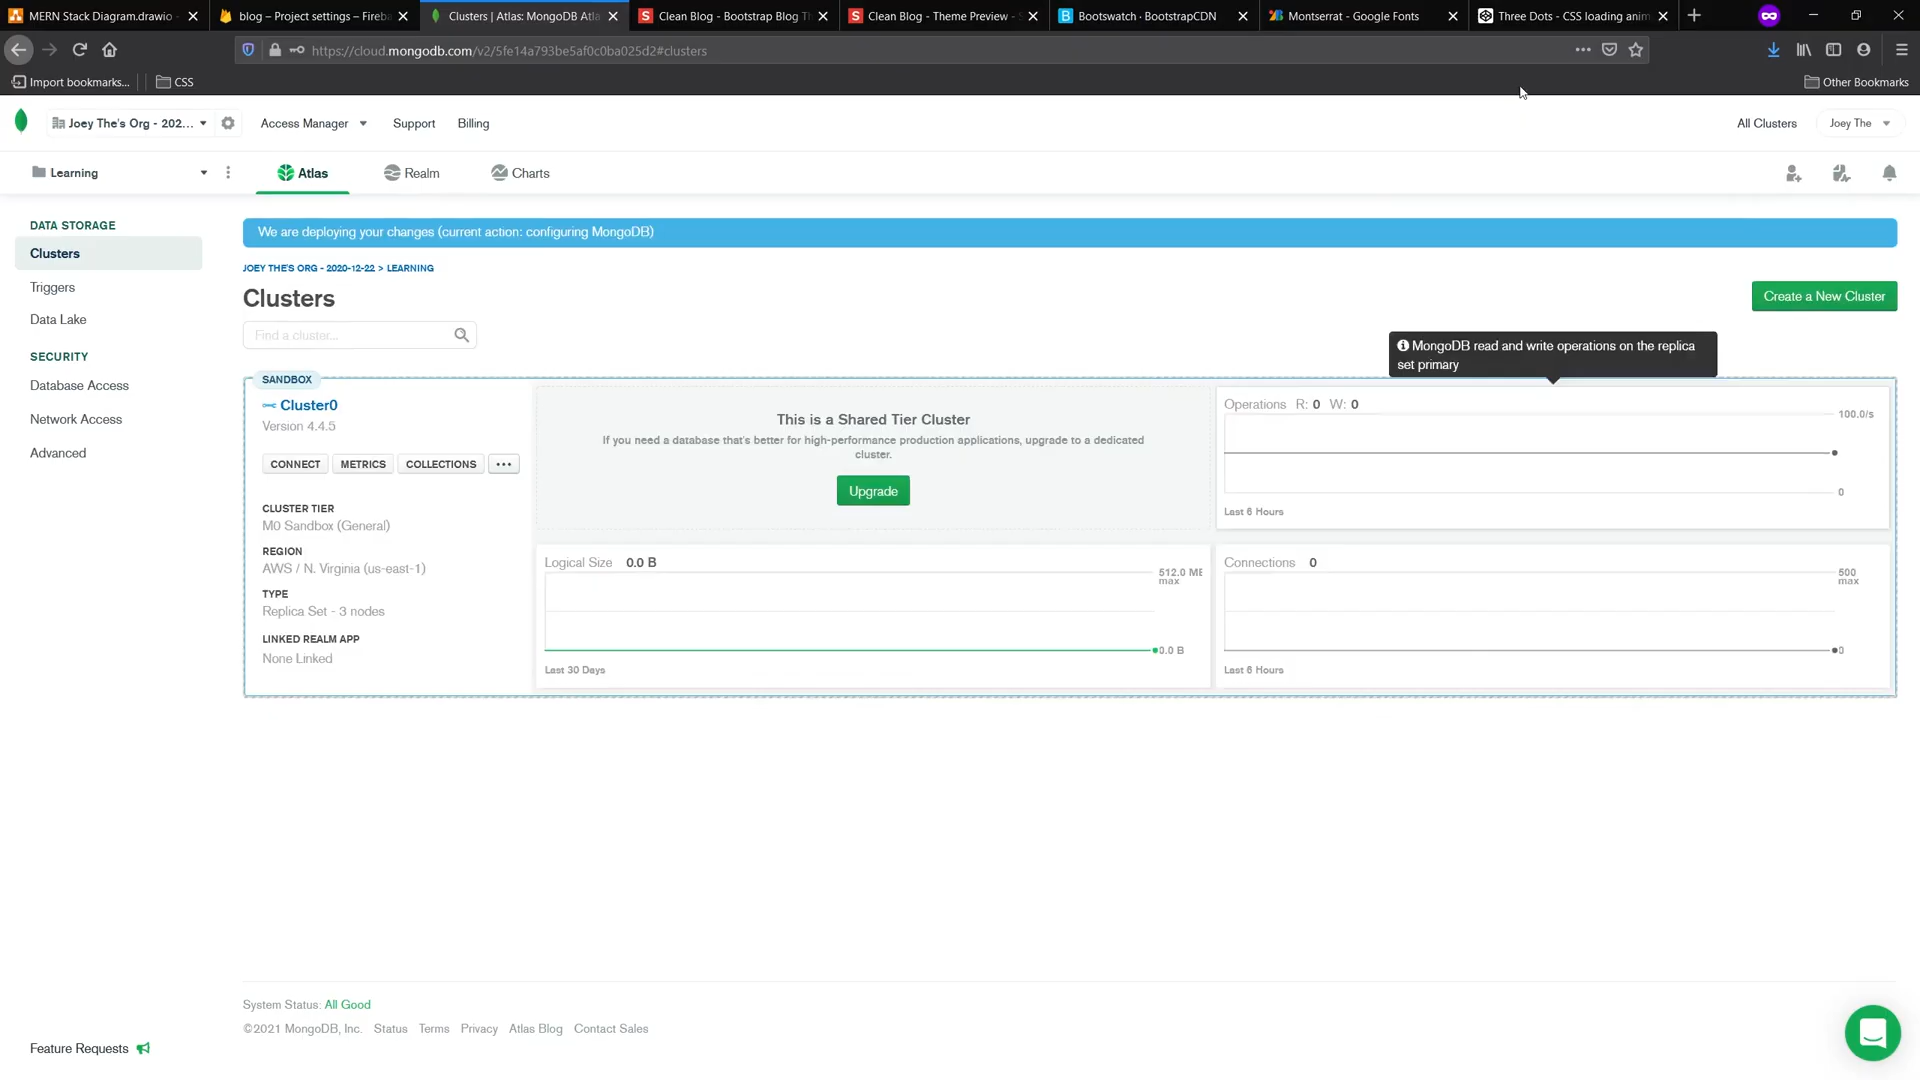 MERN Stack Diagram.drawio
blog – Project settings – Fireba
Clusters | Atlas: MongoDB Atla
Clean Blog - Bootstrap Blog Th
Clean Blog - Theme Preview - S
Bootswatch · BootstrapCDN
Montserrat - Google Fonts
Three Dots - CSS loading anim
https://cloud.mongodb.com/v2/5fe14a793be5af0c0ba025d2#clusters
Import bookmarks...
CSS
Other Bookmarks
Joey The's Org - 202...
Access Manager
Support
Billing
All Clusters
Joey The
Learning
Atlas
Realm
Charts
DATA STORAGE
Clusters
Triggers
Data Lake
SECURITY
Database Access
Network Access
Advanced
We are deploying your changes (current action: configuring MongoDB)
JOEY THE'S ORG - 2020-12-22 > LEARNING
Clusters
Create a New Cluster
Find a cluster...
MongoDB read and write operations on the replica
set primary
SANDBOX
Cluster0
Version 4.4.5
CONNECT
METRICS
COLLECTIONS
CLUSTER TIER
M0 Sandbox (General)
REGION
AWS / N. Virginia (us-east-1)
TYPE
Replica Set - 3 nodes
LINKED REALM APP
None Linked
This is a Shared Tier Cluster
If you need a database that's better for high-performance production applications, upgrade to a dedicated
cluster.
Upgrade
Operations R: 0 W: 0
100.0/s
0
Last 6 Hours
Logical Size 0.0 B
512.0 MB
max
0.0 B
Last 30 Days
Connections 0
500
max
0
Last 6 Hours
System Status: All Good
©2021 MongoDB, Inc. Status Terms Privacy Atlas Blog Contact Sales
Feature Requests